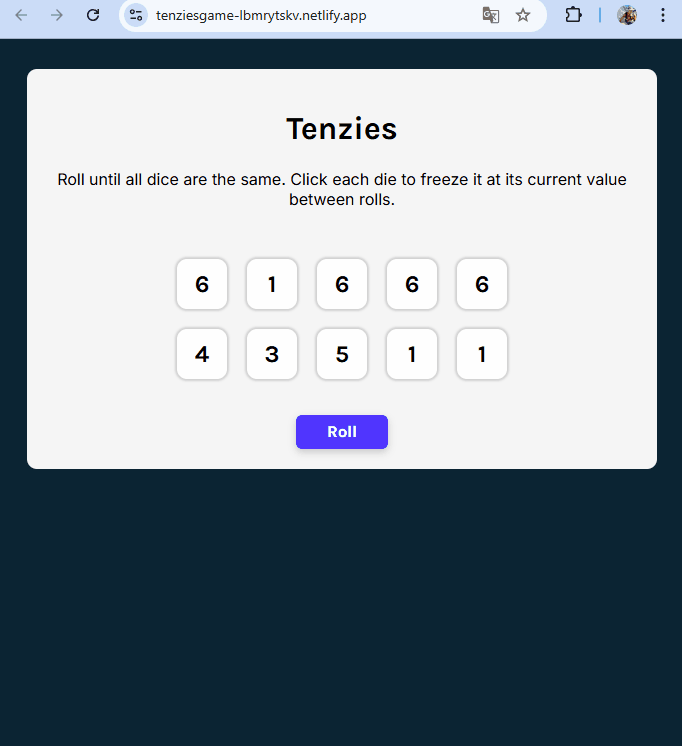 tenziesgame-lbmrytskv.netlify.app
Tenzies
Roll until all dice are the same. Click each die to freeze it at its current value
between rolls.
6 1 6 6 6
4 3 5 1 1
Roll